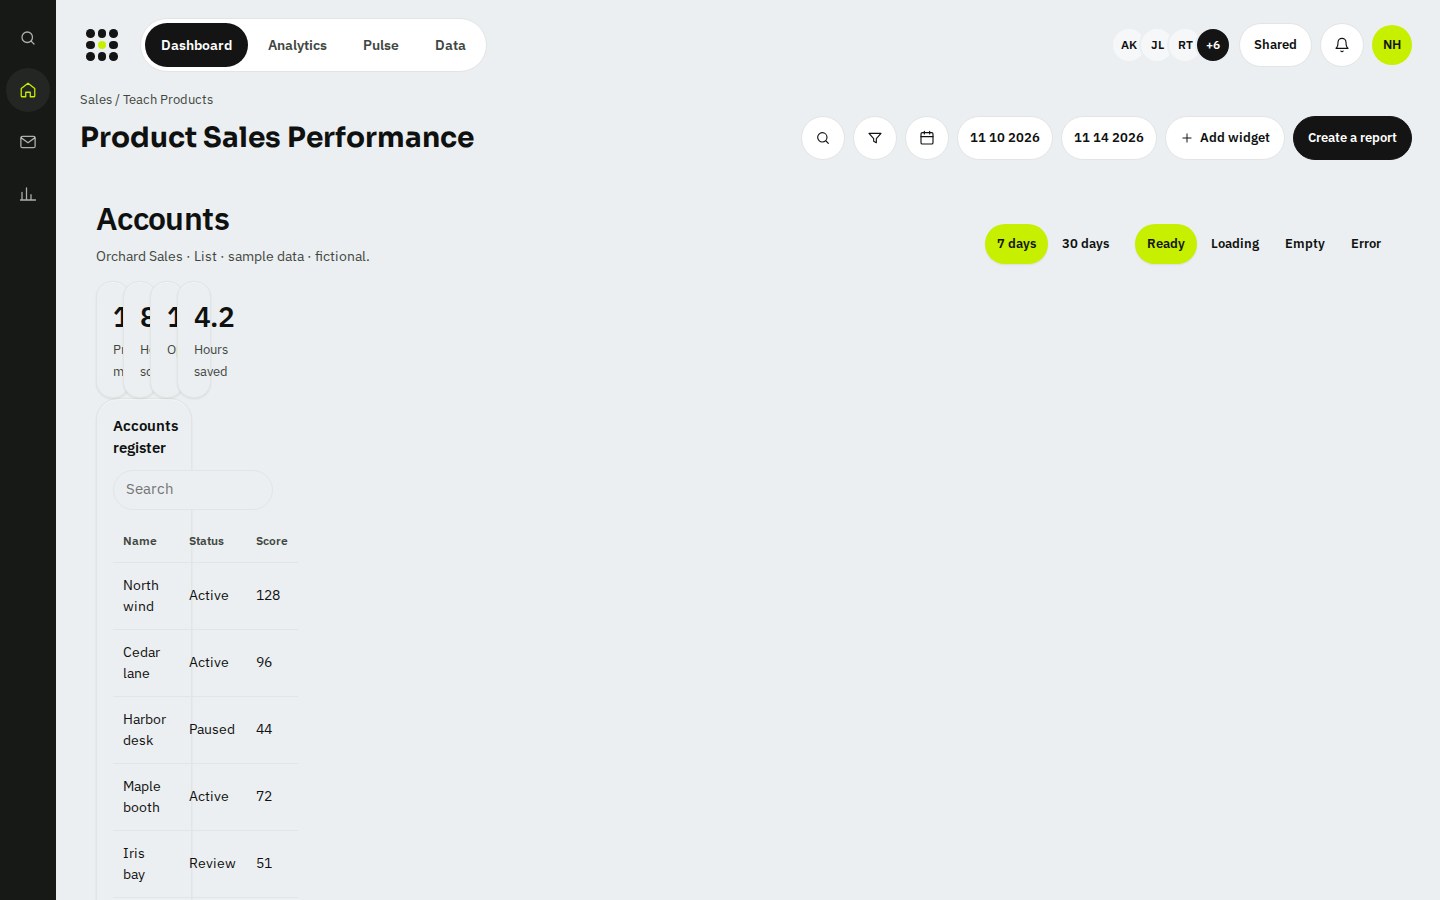 Dashboard Analytics Pulse Data
AK JL RT +6 Shared NH
Sales / Teach Products
Product Sales Performance
11 10 2026 11 14 2026 Add widget Create a report
Accounts
Orchard Sales · List · sample data · fictional.
7 days 30 days Ready Loading Empty Error
4.2
Hours
saved
Accounts
register
Search
Name Status Score
North
wind
Active 128
Cedar
lane
Active 96
Harbor
desk
Paused 44
Maple
booth
Active 72
Iris
bay
Review 51